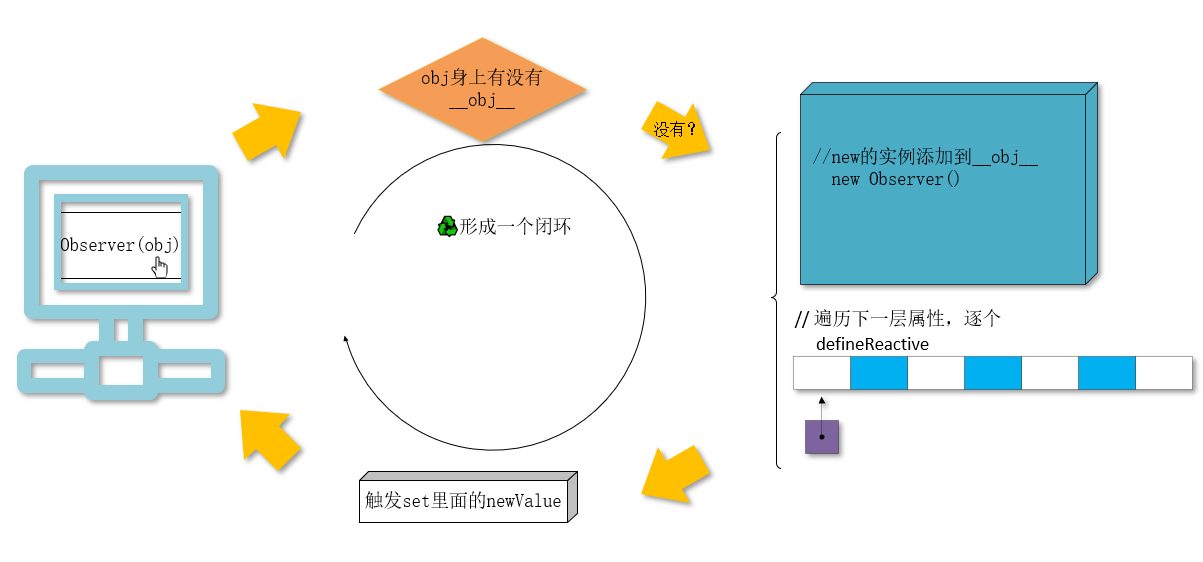 obj身上有没有
__obj__
没有?
//new的实例添加到__obj__
new Observer()
Observer(obj)
形成一个闭环
// 遍历下一层属性，逐个
defineReactive
触发set里面的newValue